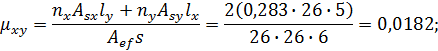 μ_xy = (n_x A_sx l_y + n_y A_sy l_x) / (A_ef s) = 2(0,283 · 26 · 5) / (26 · 26 · 6) = 0,0182;